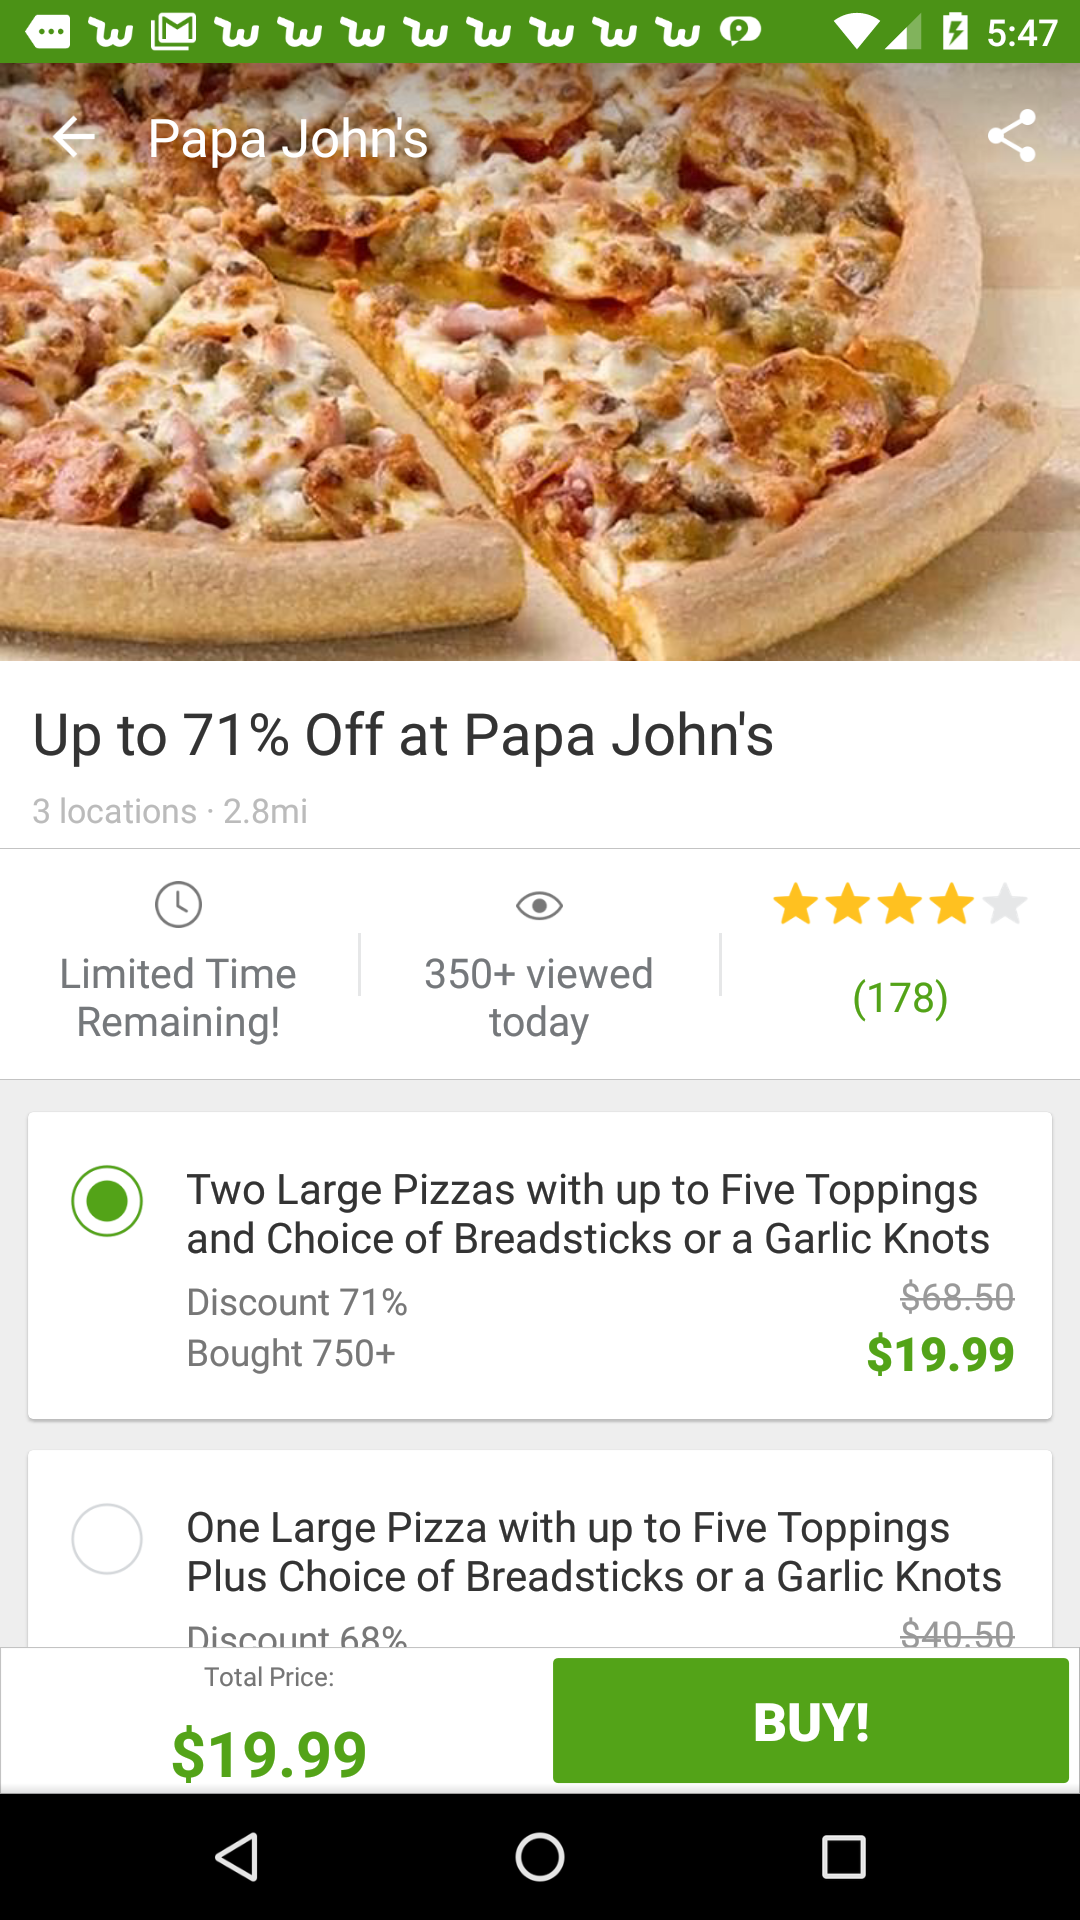 5:47
Papa John's
Up to 71% Off at Papa John's
3 locations · 2.8mi
Limited Time
Remaining!
350+ viewed
today
(178)
Two Large Pizzas with up to Five Toppings
and Choice of Breadsticks or a Garlic Knots
Discount 71%
$68.50
Bought 750+
$19.99
One Large Pizza with up to Five Toppings
Plus Choice of Breadsticks or a Garlic Knots
Discount 68%
$40.50
Total Price:
$19.99
BUY!